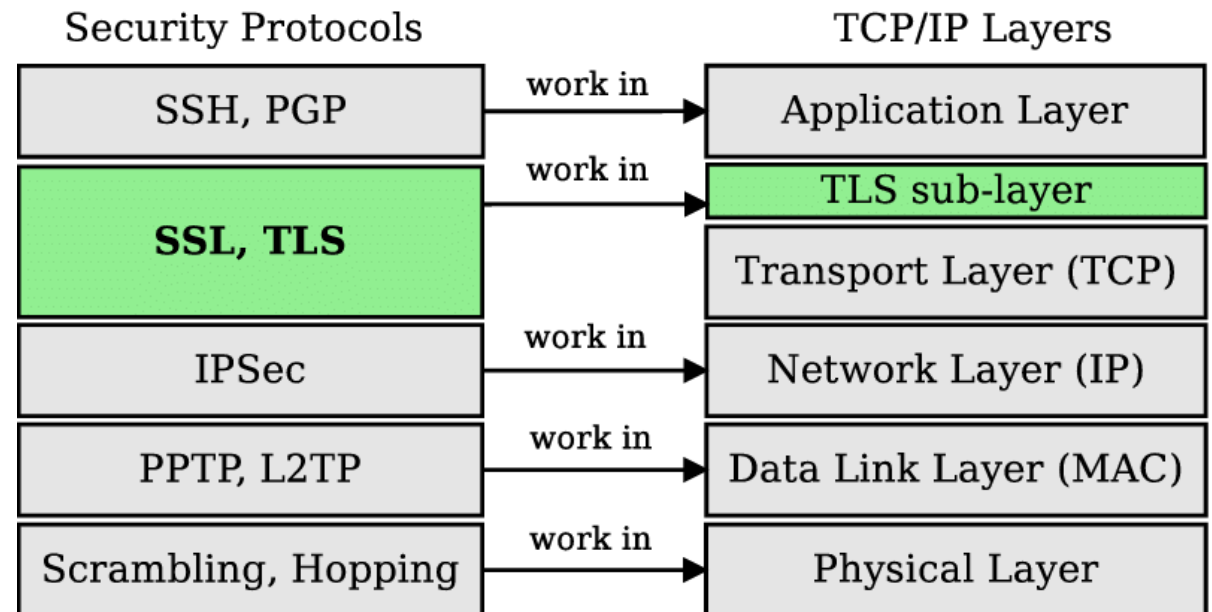 Security Protocols
TCP/IP Layers
SSH, PGP
work in
Application Layer
SSL, TLS
work in
TLS sub-layer
Transport Layer (TCP)
IPSec
work in
Network Layer (IP)
PPTP, L2TP
work in
Data Link Layer (MAC)
Scrambling, Hopping
work in
Physical Layer